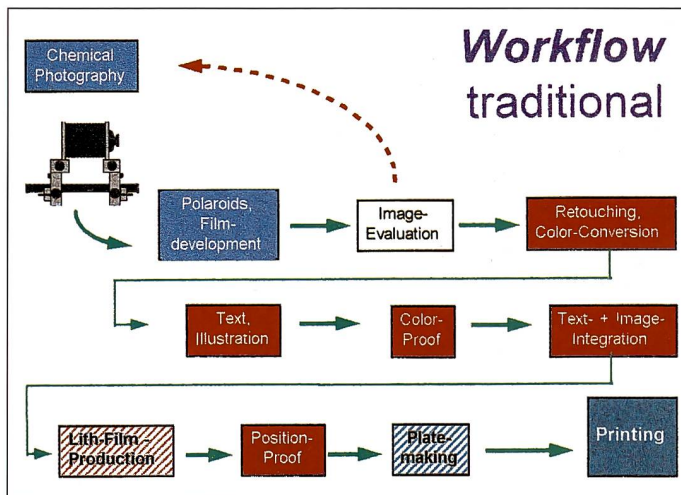 Workflow
traditional
Chemical
Photography
Polaroids,
Film-
development
Image-
Evaluation
Retouching,
Color-Conversion
Text,
Illustration
Color-
Proof
Text- + Image-
Integration
Lith-Film -
Production
Position-
Proof
Plate-
making
Printing